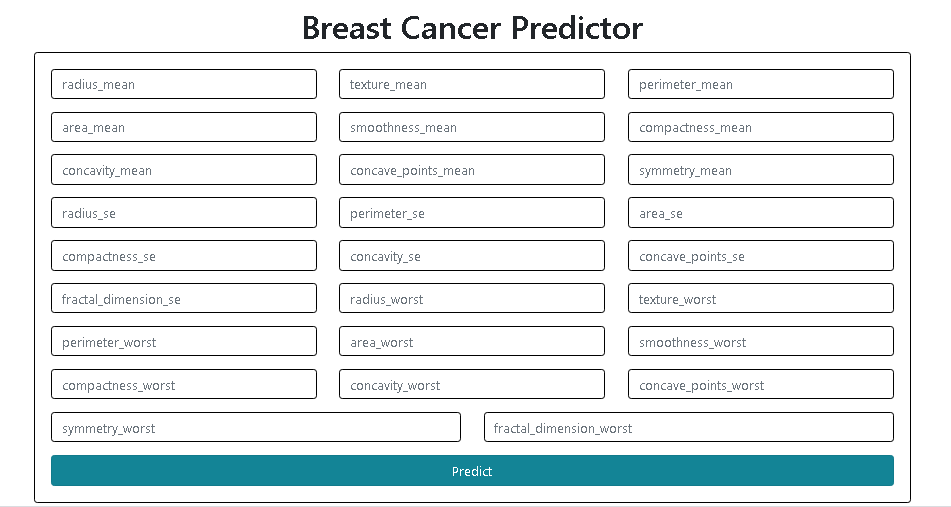 Breast Cancer Predictor
radius_mean texture_mean perimeter_mean
area_mean smoothness_mean compactness_mean
concavity_mean concave_points_mean symmetry_mean
radius_se perimeter_se area_se
compactness_se concavity_se concave_points_se
fractal_dimension_se radius_worst texture_worst
perimeter_worst area_worst smoothness_worst
compactness_worst concavity_worst concave_points_worst
symmetry_worst fractal_dimension_worst
Predict